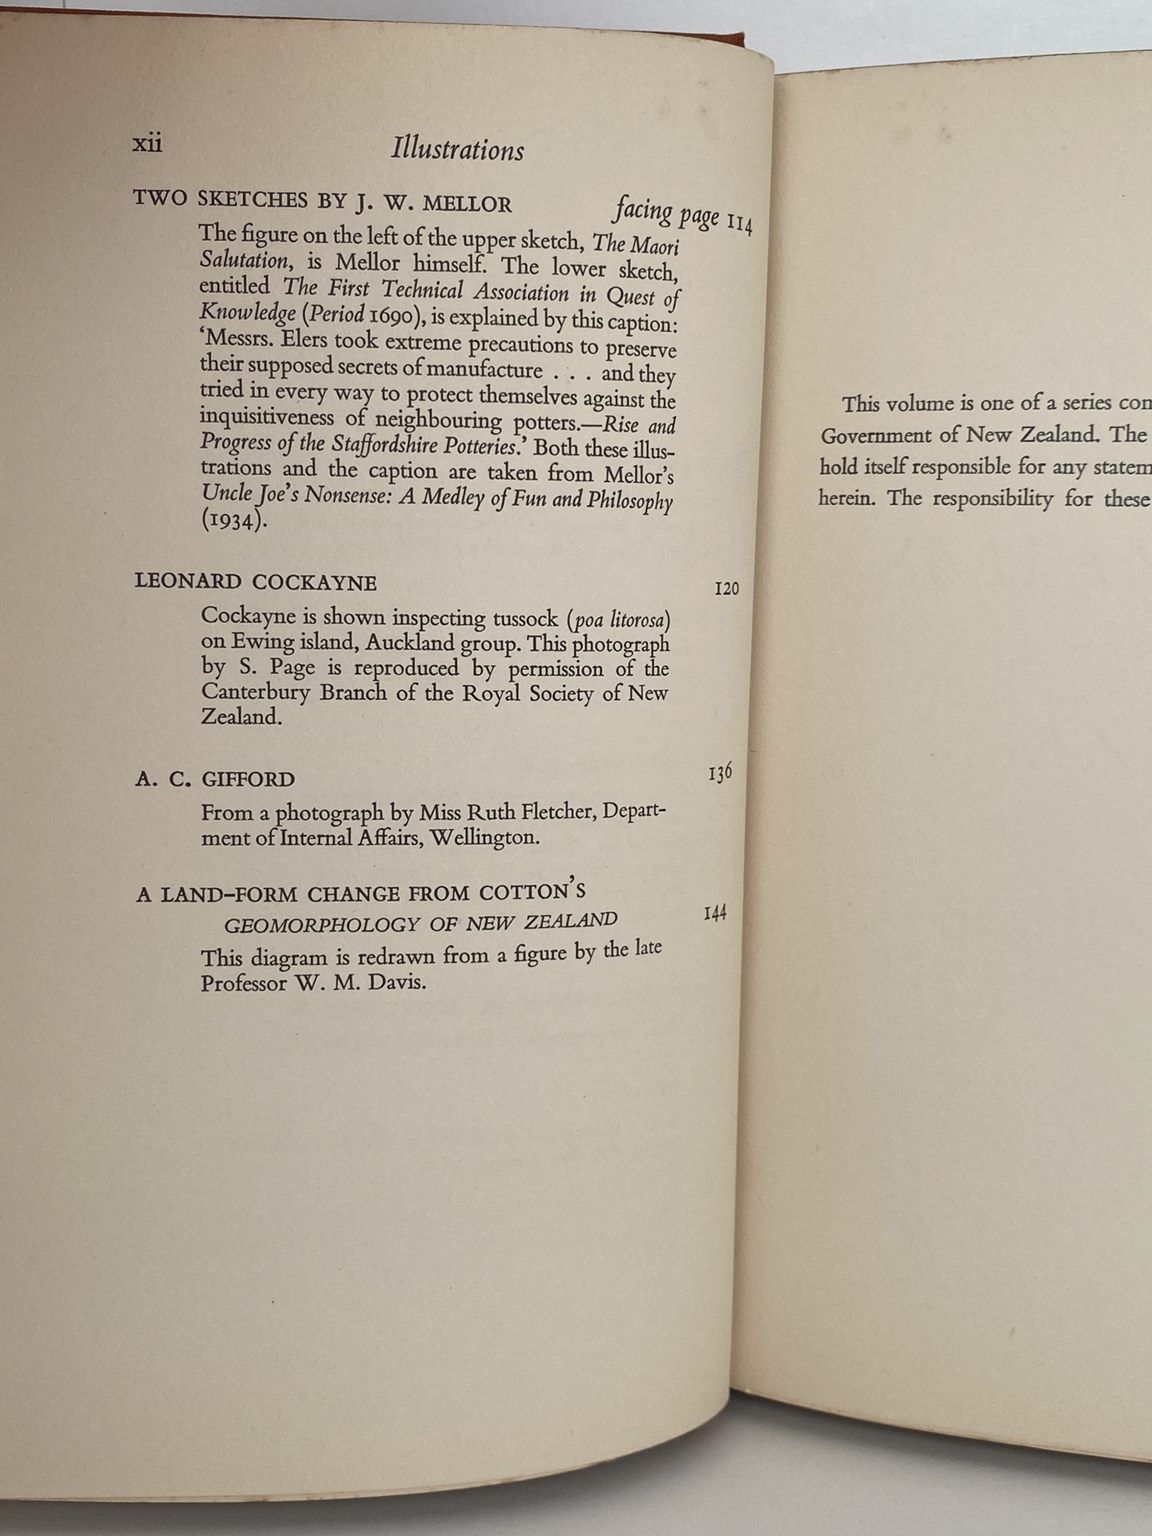 xii Illustrations
TWO SKETCHES BY J. W. MELLOR facing page 114
The figure on the left of the upper sketch, The Maori
Salutation, is Mellor himself. The lower sketch,
entitled The First Technical Association in Quest of
Knowledge (Period 1690), is explained by this caption:
‘Messrs. Elers took extreme precautions to preserve
their supposed secrets of manufacture . . . and they
tried in every way to protect themselves against the
inquisitiveness of neighbouring potters.—Rise and
Progress of the Staffordshire Potteries.’ Both these illus-
trations and the caption are taken from Mellor’s
Uncle Joe’s Nonsense: A Medley of Fun and Philosophy
(1934).
LEONARD COCKAYNE 120
Cockayne is shown inspecting tussock (poa litorosa)
on Ewing island, Auckland group. This photograph
by S. Page is reproduced by permission of the
Canterbury Branch of the Royal Society of New
Zealand.
A. C. GIFFORD 136
From a photograph by Miss Ruth Fletcher, Depart-
ment of Internal Affairs, Wellington.
A LAND-FORM CHANGE FROM COTTON’S
GEOMORPHOLOGY OF NEW ZEALAND 144
This diagram is redrawn from a figure by the late
Professor W. M. Davis.
This volume is one of a series con
Government of New Zealand. The
hold itself responsible for any statem
herein. The responsibility for these